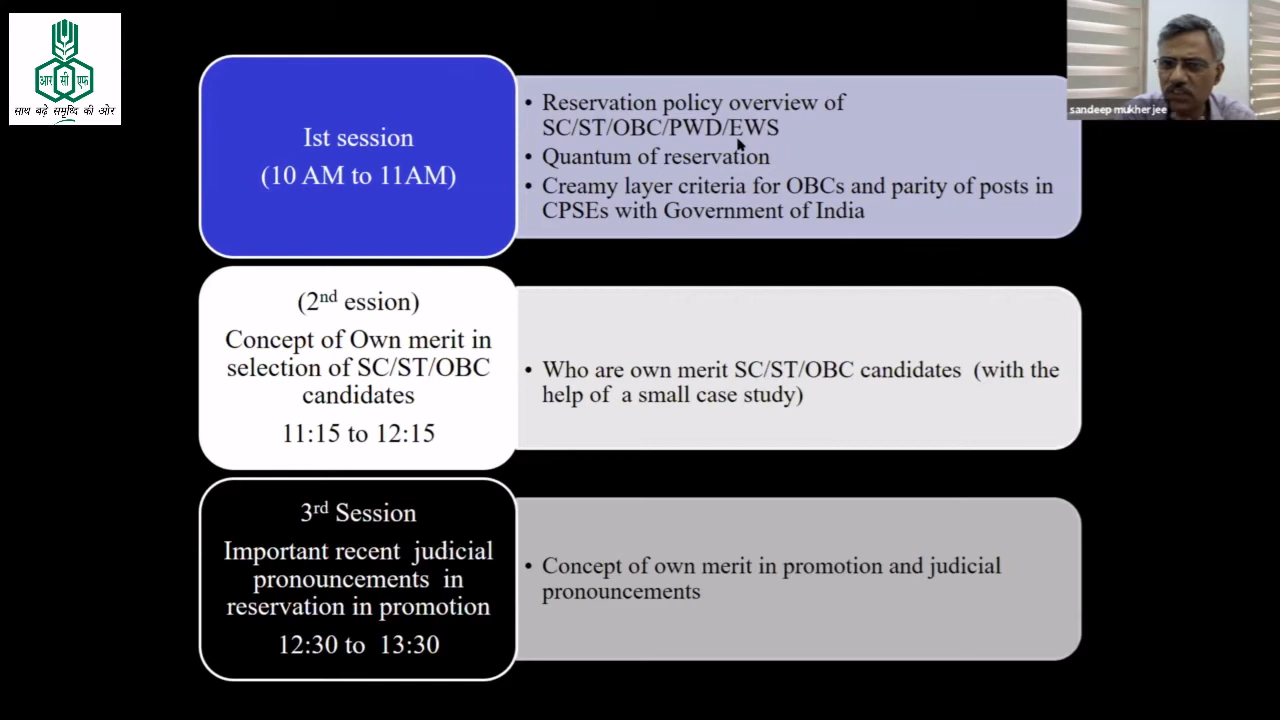 आर सी एफ
साथ बढ़े समृध्दि की ओर
sandeep mukherjee
Ist session
(10 AM to 11AM)
• Reservation policy overview of
SC/ST/OBC/PWD/EWS
• Quantum of reservation
• Creamy layer criteria for OBCs and parity of posts in
CPSEs with Government of India
(2nd ession)
Concept of Own merit in
selection of SC/ST/OBC
candidates
11:15 to 12:15
• Who are own merit SC/ST/OBC candidates (with the
help of a small case study)
3rd Session
Important recent judicial
pronouncements in
reservation in promotion
12:30 to 13:30
• Concept of own merit in promotion and judicial
pronouncements